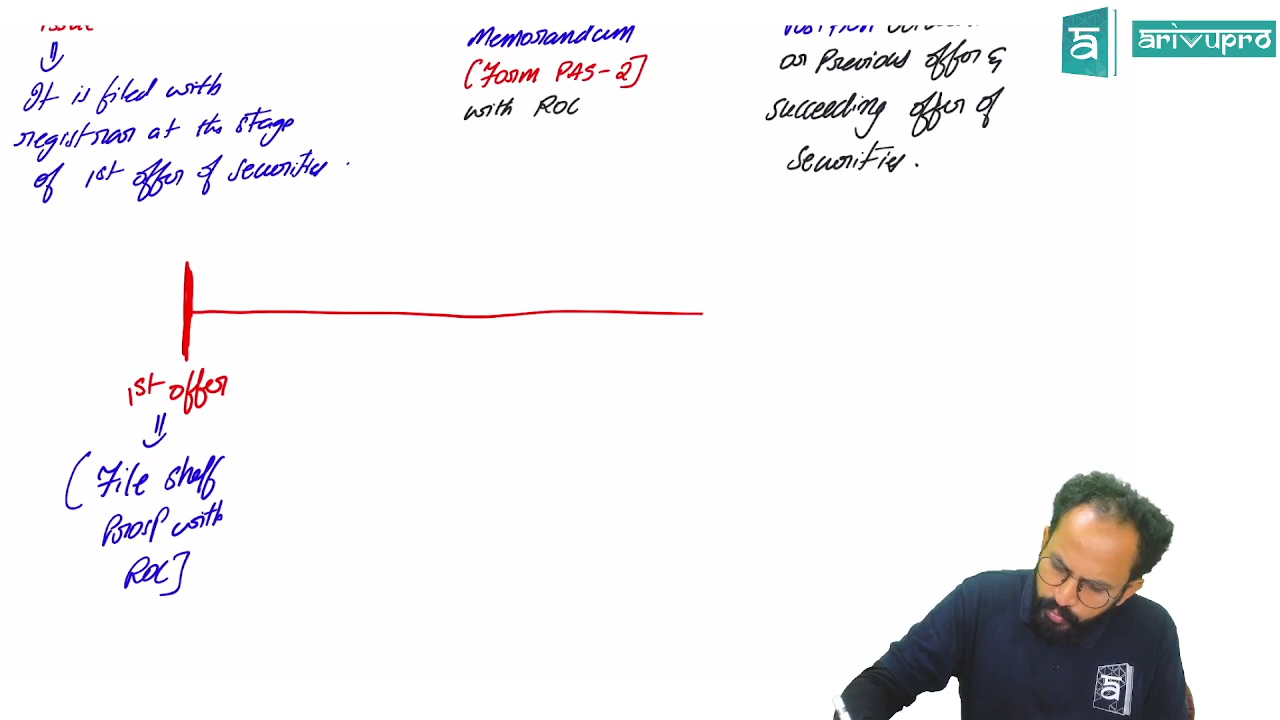 ⇓
It is filed with
registrar at the stage
of 1st offer of securities.
Memorandum
[Form PAS-2]
with ROC
or Previous offer &
succeeding offer of
securities.
1st offer
⇓
(File shelf
Prosp with
ROC]
arivupro